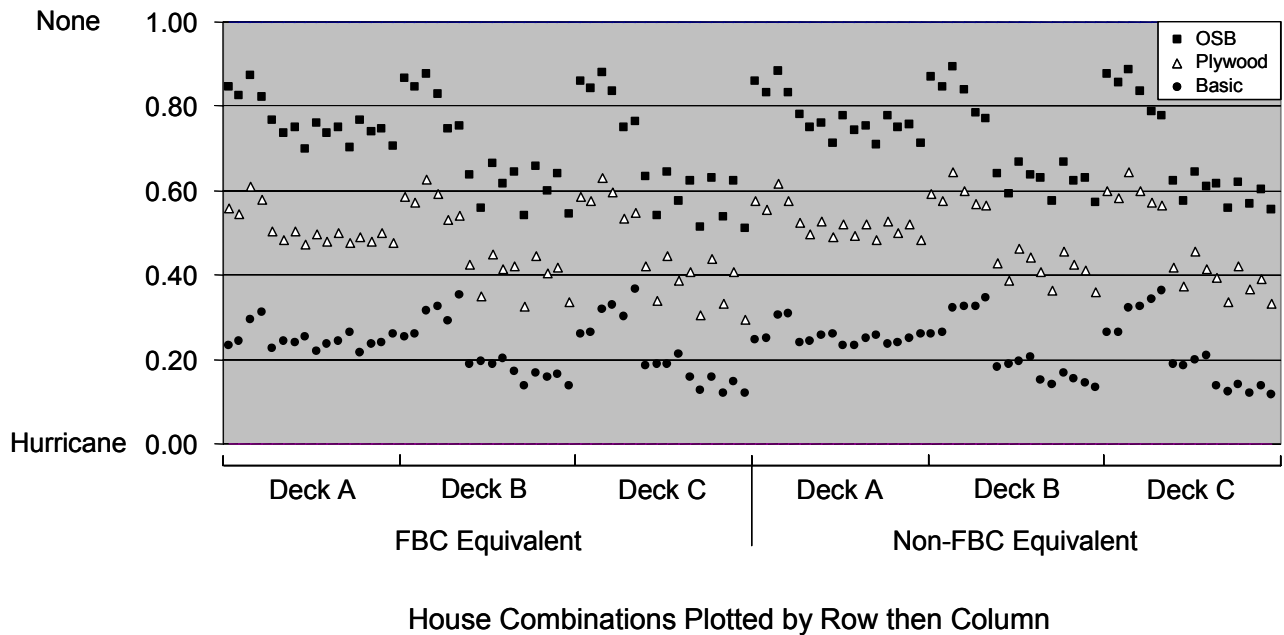 None 1.00
OSB
Plywood
Basic
0.80
0.60
0.40
0.20
Hurricane 0.00
Deck A Deck B Deck C Deck A Deck B Deck C
FBC Equivalent Non-FBC Equivalent
House Combinations Plotted by Row then Column